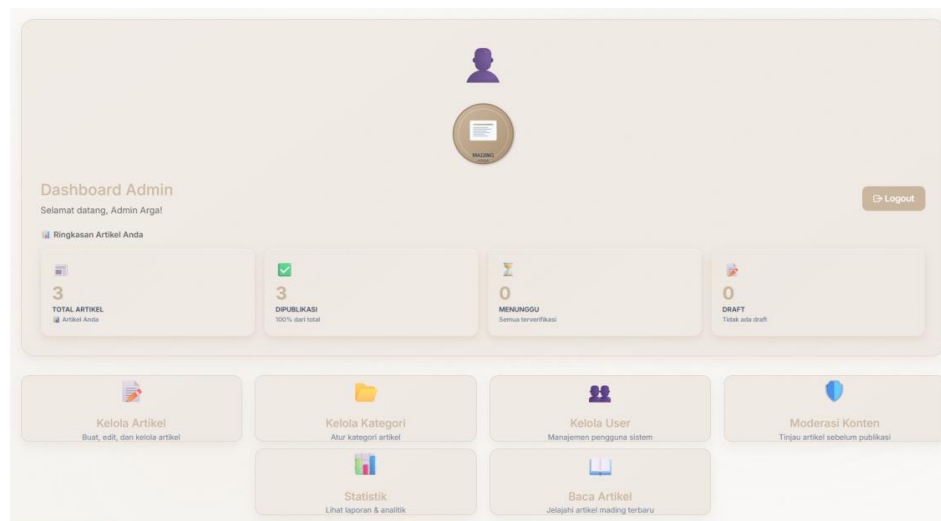 MADING
Dashboard Admin
Selamat datang, Admin Arga!
Logout
Ringkasan Artikel Anda
3
TOTAL ARTIKEL
Artikel Anda
3
DIPUBLIKASI
100% dari total
0
MENUNGGU
Semua terverifikasi
0
DRAFT
Tidak ada draft
Kelola Artikel
Buat, edit, dan kelola artikel
Kelola Kategori
Atur kategori artikel
Kelola User
Manajemen pengguna sistem
Moderasi Konten
Tinjau artikel sebelum publikasi
Statistik
Lihat laporan & analitik
Baca Artikel
Jelajahi artikel mading terbaru